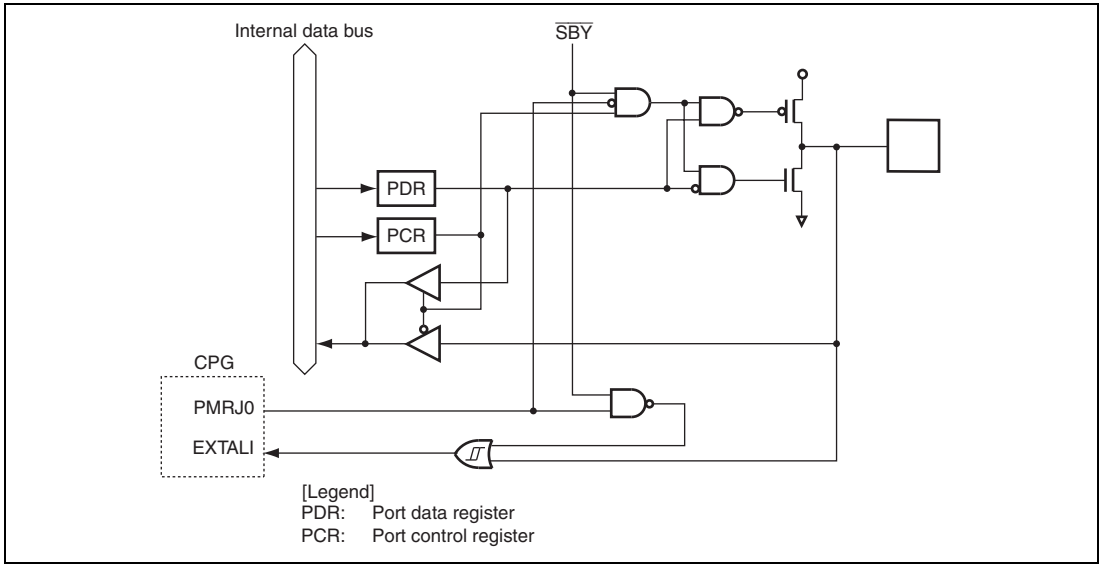 Internal data bus
SBY
PDR
PCR
CPG
PMRJ0
EXTALI
[Legend]
PDR: Port data register
PCR: Port control register